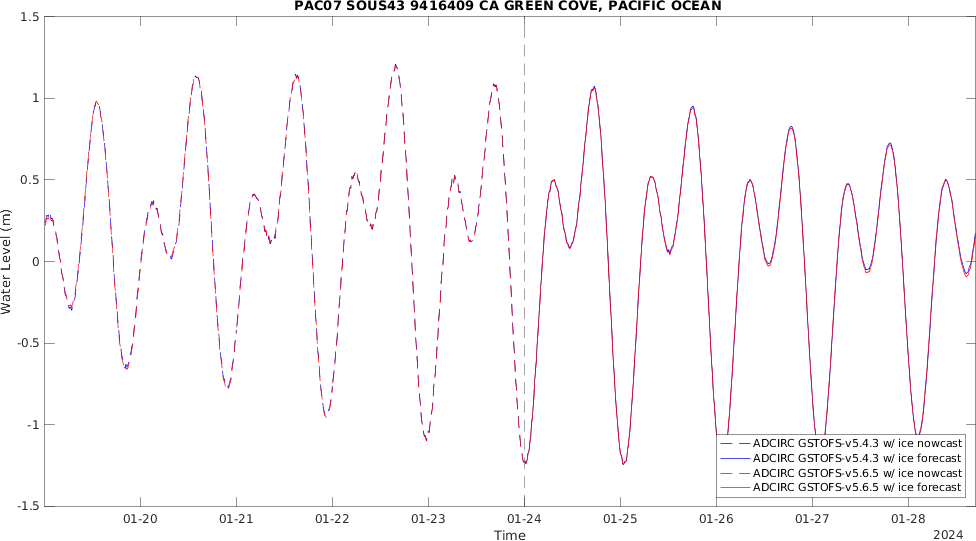 PAC07 SOUS43 9416409 CA GREEN COVE, PACIFIC OCEAN
1.5
1
0.5
0
-0.5
-1
-1.5
Water Level (m)
ADCIRC GSTOFS-v5.4.3 w/ ice nowcast
ADCIRC GSTOFS-v5.4.3 w/ ice forecast
ADCIRC GSTOFS-v5.6.5 w/ ice nowcast
ADCIRC GSTOFS-v5.6.5 w/ ice forecast
01-20 01-21 01-22 01-23 01-24 01-25 01-26 01-27 01-28
Time
2024